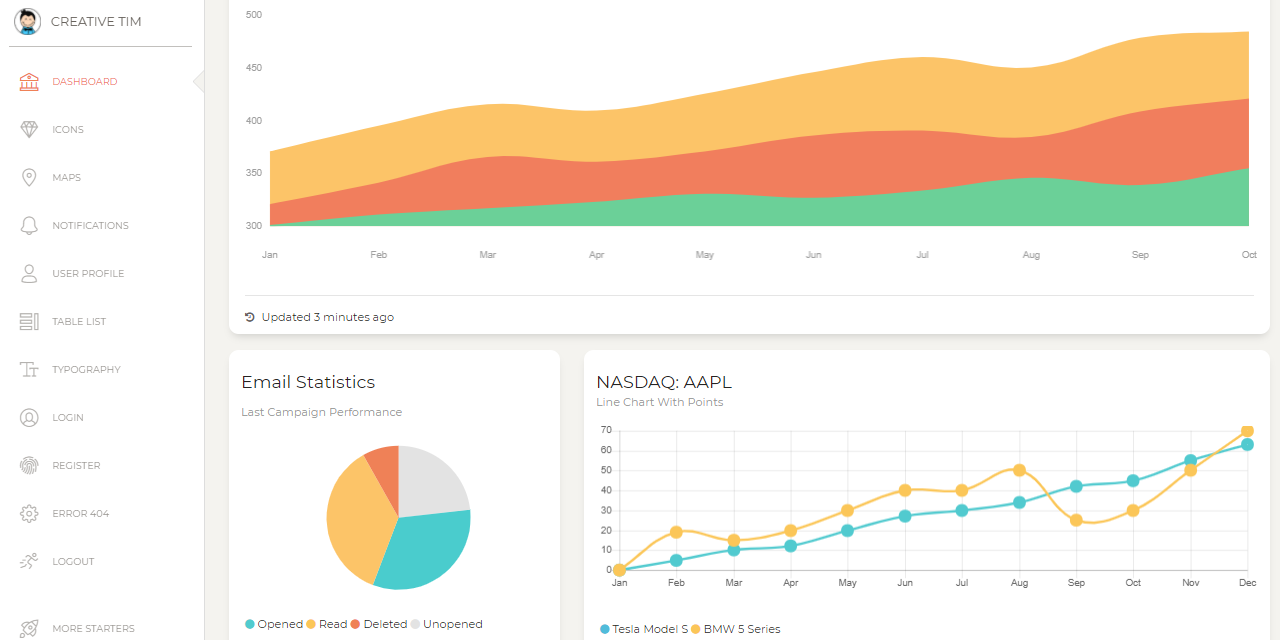 CREATIVE TIM
DASHBOARD
ICONS
MAPS
NOTIFICATIONS
USER PROFILE
TABLE LIST
TYPOGRAPHY
LOGIN
REGISTER
ERROR 404
LOGOUT
MORE STARTERS
500
450
400
350
300
Jan Feb Mar Apr May Jun Jul Aug Sep Oct
Updated 3 minutes ago
Email Statistics
Last Campaign Performance
Opened Read Deleted Unopened
NASDAQ: AAPL
Line Chart With Points
70
60
50
40
30
20
10
0
Jan Feb Mar Apr May Jun Jul Aug Sep Oct Nov Dec
Tesla Model S BMW 5 Series